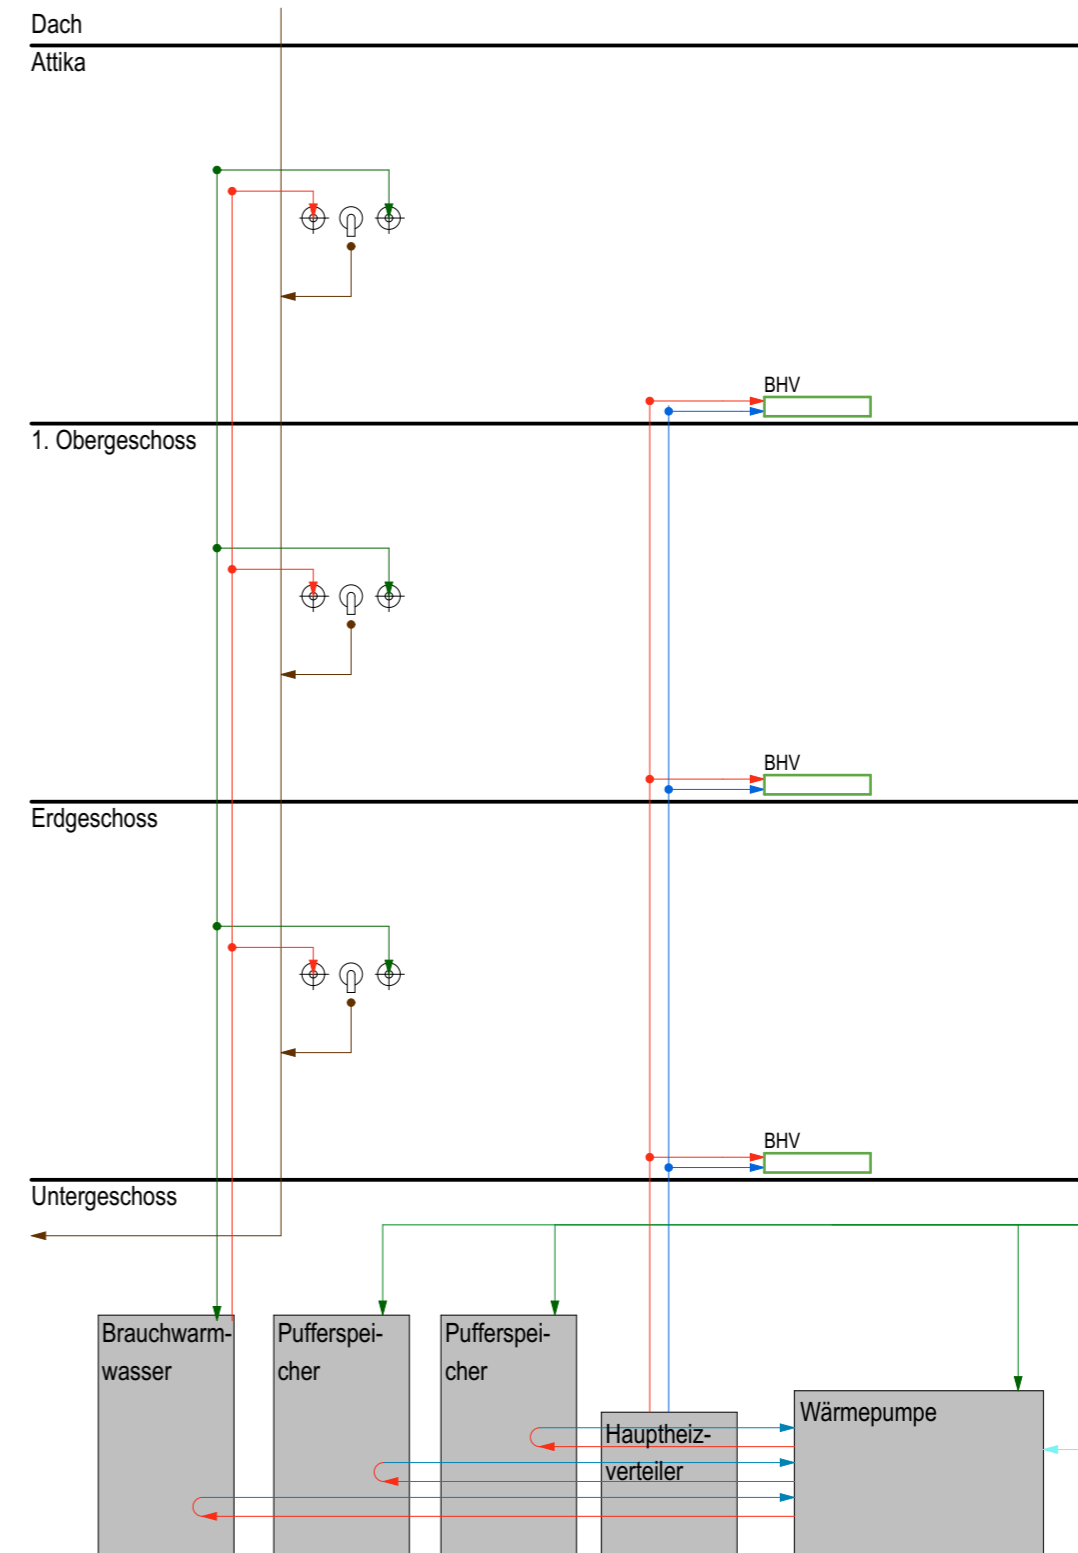 Dach
Attika
BHV
1. Obergeschoss
BHV
Erdgeschoss
BHV
Untergeschoss
Brauchwarm-
wasser
Pufferspei-
cher
Pufferspei-
cher
Hauptheiz-
verteiler
Wärmepumpe